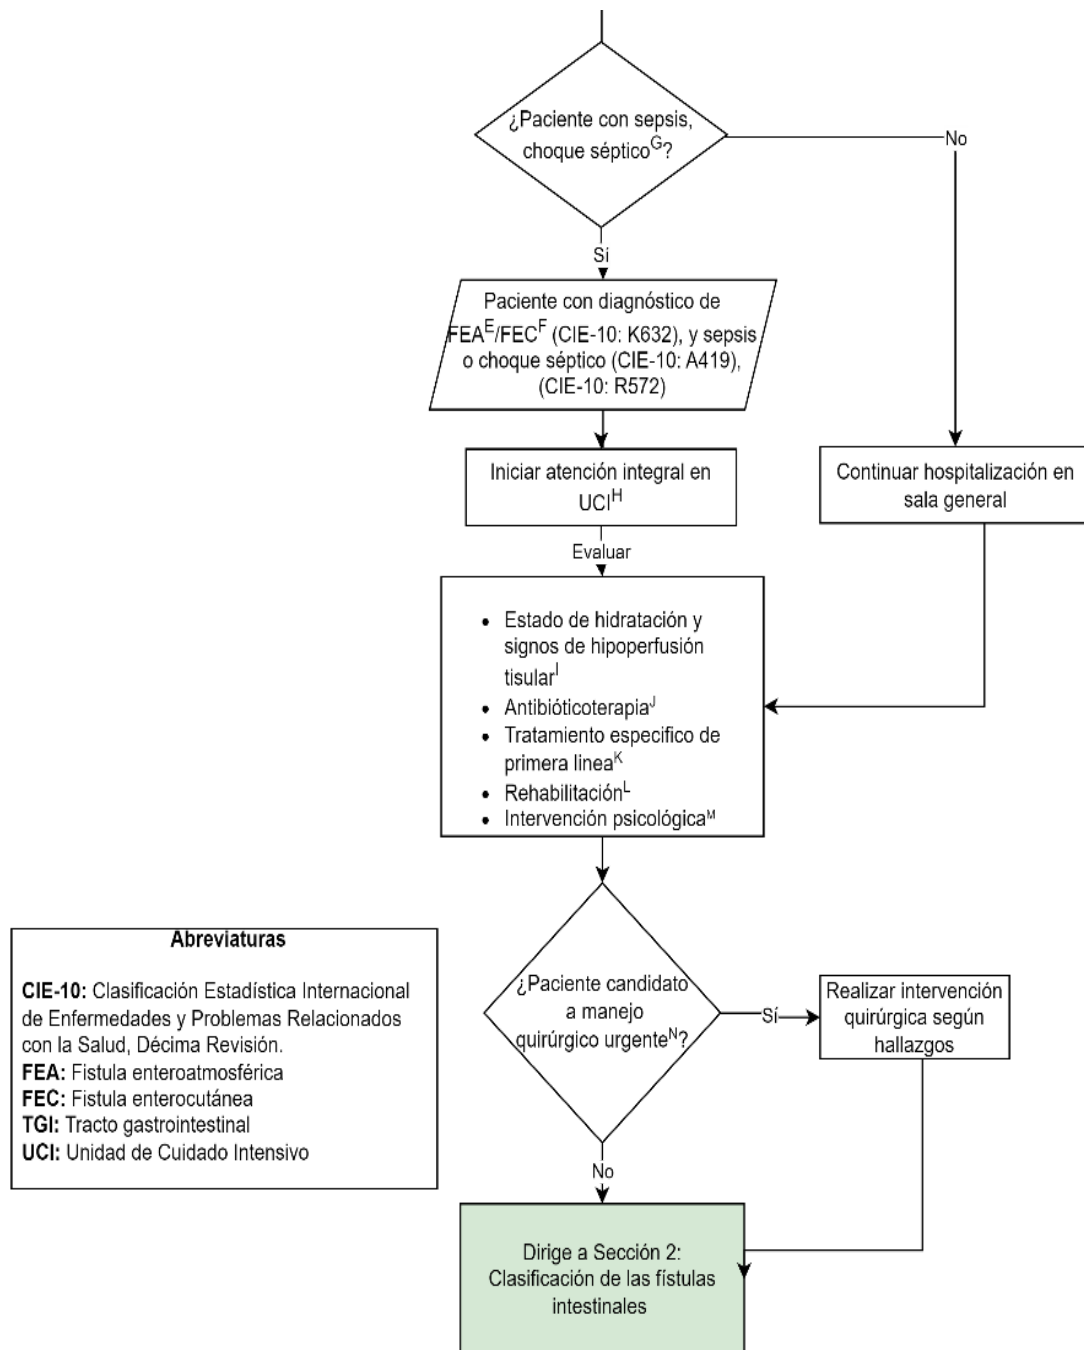 ¿Paciente con sepsis,
choque séptico^G?
No
Sí
Paciente con diagnóstico de
FEA^E/FEC^F (CIE-10: K632), y sepsis
o choque séptico (CIE-10: A419),
(CIE-10: R572)
Iniciar atención integral en
UCI^H
Continuar hospitalización en
sala general
Evaluar
• Estado de hidratación y
signos de hipoperfusión
tisular^I
• Antibióticoterapia^J
• Tratamiento especifico de
primera linea^K
• Rehabilitación^L
• Intervención psicológica^M
Abreviaturas
CIE-10: Clasificación Estadística Internacional
de Enfermedades y Problemas Relacionados
con la Salud, Décima Revisión.
FEA: Fistula enteroatmosférica
FEC: Fistula enterocutánea
TGI: Tracto gastrointestinal
UCI: Unidad de Cuidado Intensivo
¿Paciente candidato
a manejo
quirúrgico urgente^N?
Sí
Realizar intervención
quirúrgica según
hallazgos
No
Dirige a Sección 2:
Clasificación de las fístulas
intestinales